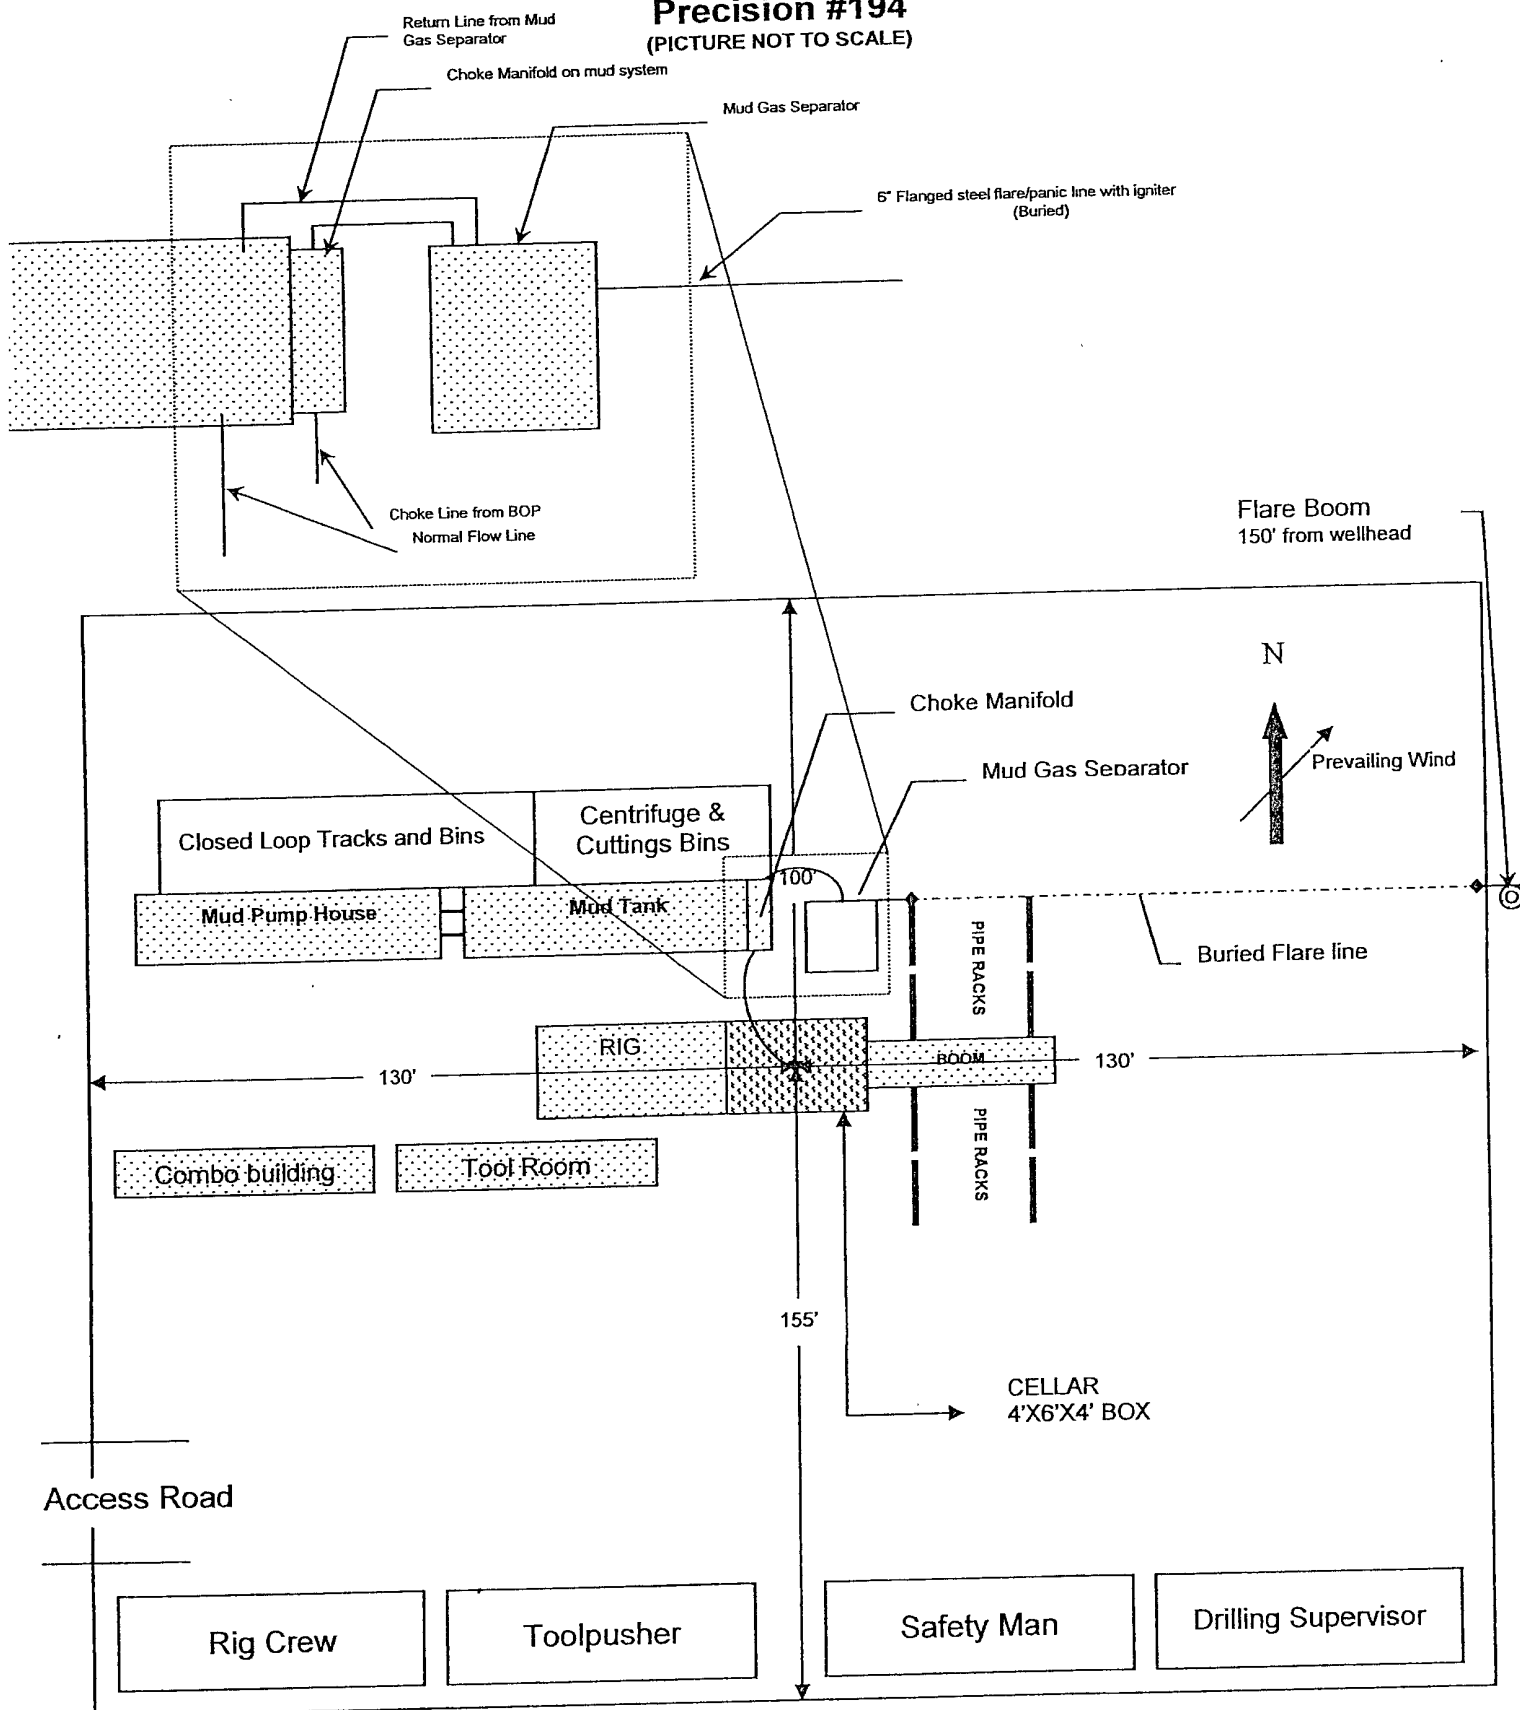 Precision #194
(PICTURE NOT TO SCALE)
Return Line from Mud
Gas Separator
Choke Manifold on mud system
Mud Gas Separator
6" Flanged steel flare/panic line with igniter
(Buried)
Choke Line from BOP
Normal Flow Line
Flare Boom
150' from wellhead
N
Prevailing Wind
Choke Manifold
Mud Gas Separator
Closed Loop Tracks and Bins
Centrifuge &
Cuttings Bins
100'
Mud Pump House
Mud Tank
PIPE RACKS
Buried Flare line
RIG
BOOM
130'
130'
Combo building
Tool Room
PIPE RACKS
155'
CELLAR
4'X6'X4' BOX
Access Road
Rig Crew
Toolpusher
Safety Man
Drilling Supervisor